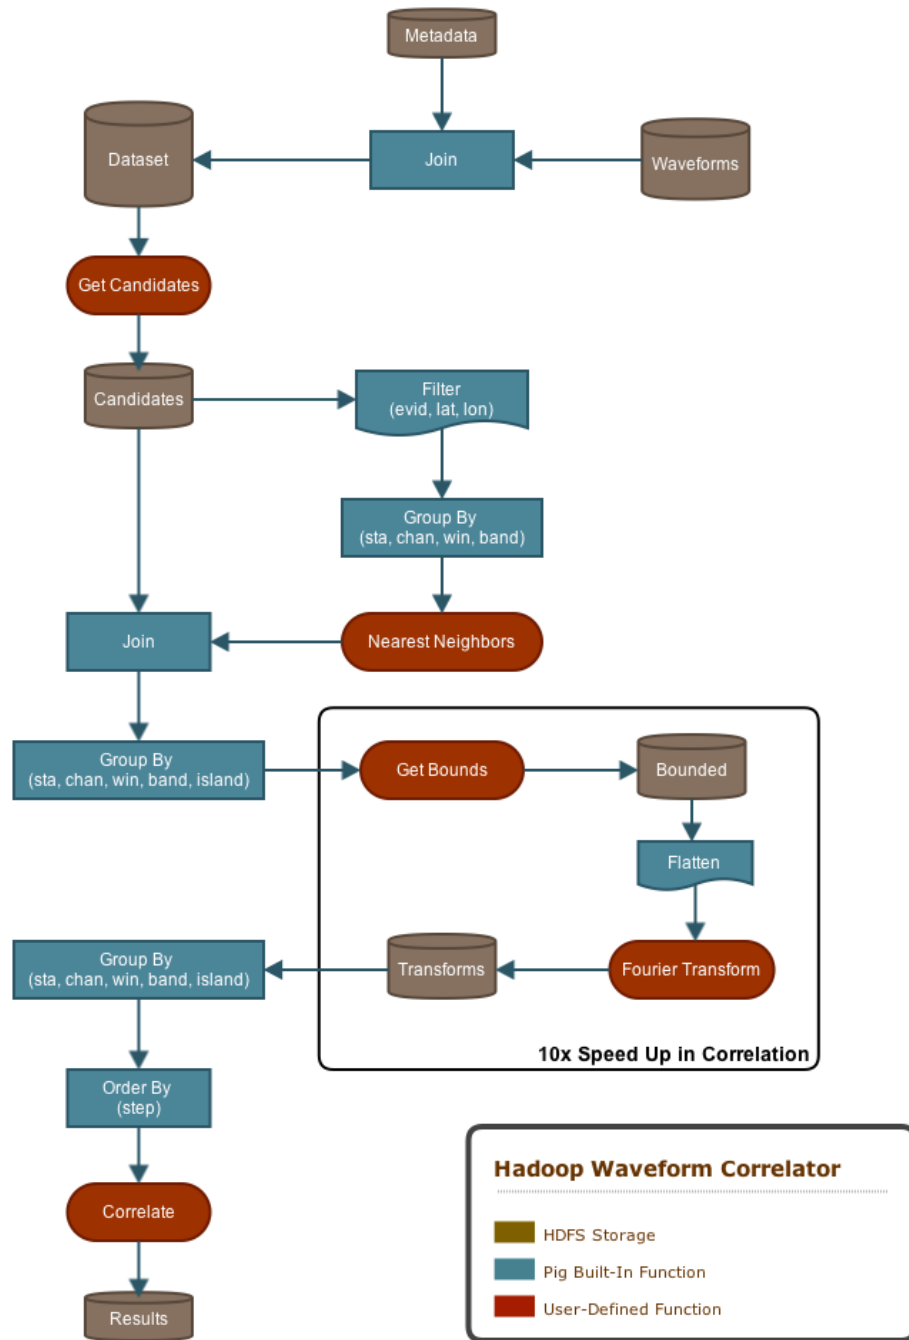 Metadata
Dataset
Join
Waveforms
Get Candidates
Candidates
Filter
(evid, lat, lon)
Group By
(sta, chan, win, band)
Join
Nearest Neighbors
Group By
(sta, chan, win, band, island)
Get Bounds
Bounded
Flatten
Group By
(sta, chan, win, band, island)
Transforms
Fourier Transform
10x Speed Up in Correlation
Order By
(step)
Correlate
Results
Hadoop Waveform Correlator
HDFS Storage
Pig Built-In Function
User-Defined Function